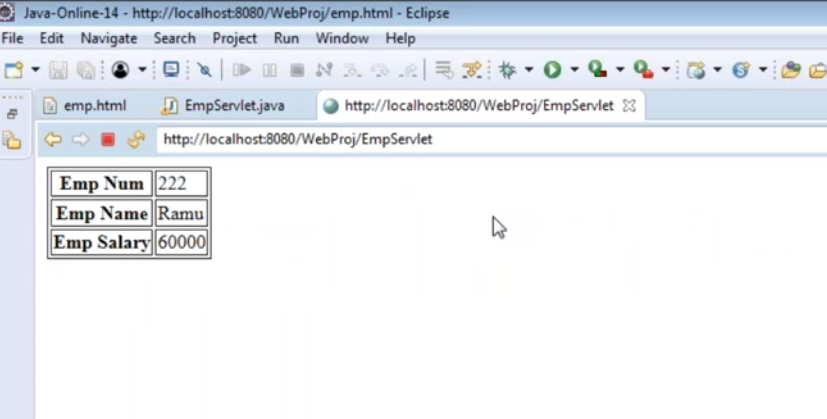 Java-Online-14 - http://localhost:8080/WebProj/emp.html - Eclipse
File Edit Navigate Search Project Run Window Help
emp.html EmpServlet.java http://localhost:8080/WebProj/EmpServlet
http://localhost:8080/WebProj/EmpServlet
Emp Num 222
Emp Name Ramu
Emp Salary 60000